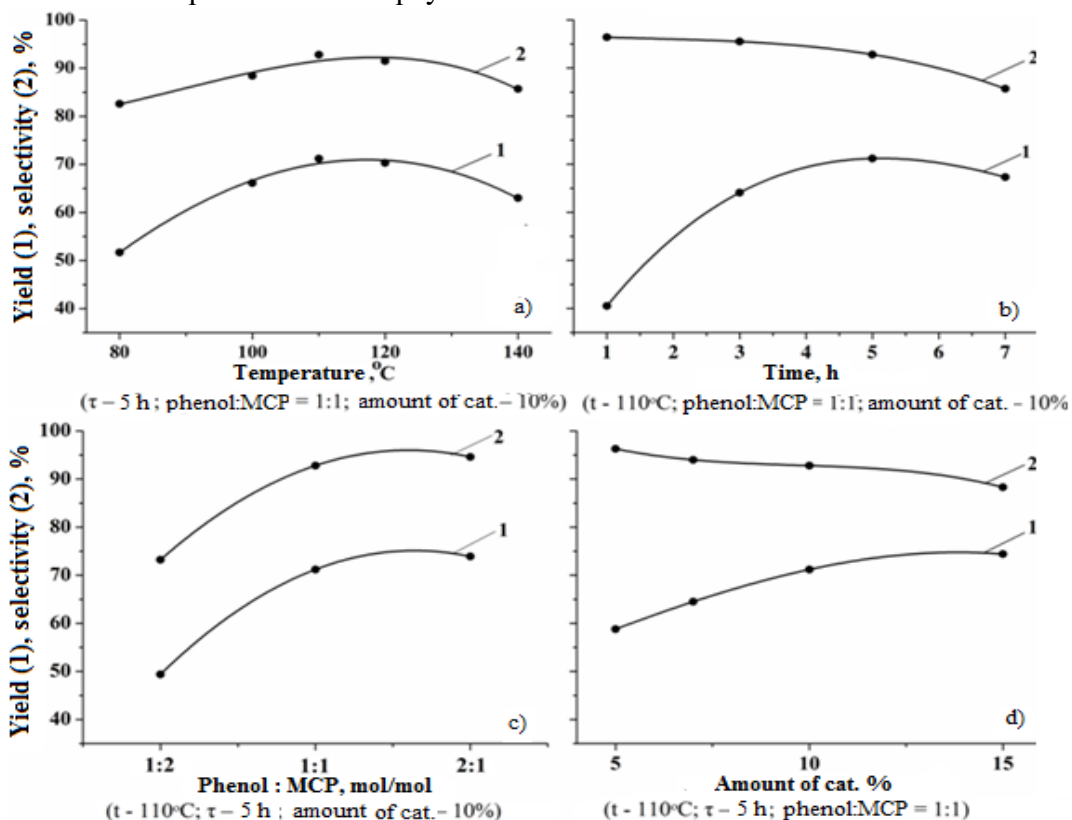 Yield (1), selectivity (2), %
100
90
80
70
60
50
40
2
1
a)
80
100
120
140
Temperature ,°C
(τ – 5 h ; phenol:MCP = 1:1; amount of cat. – 10%)
2
1
b)
1
2
3
4
5
6
7
Time, h
(t - 110°C; phenol:MCP = 1:1; amount of cat. – 10%
Yield (1), selectivity (2), %
100
90
80
70
60
50
40
2
1
c)
1:2
1:1
2:1
Phenol : MCP, mol/mol
(t - 110°C; τ – 5 h ; amount of cat. – 10%)
2
1
d)
5
10
15
Amount of cat. %
(t - 110°C; τ – 5 h ; phenol:MCP = 1:1)